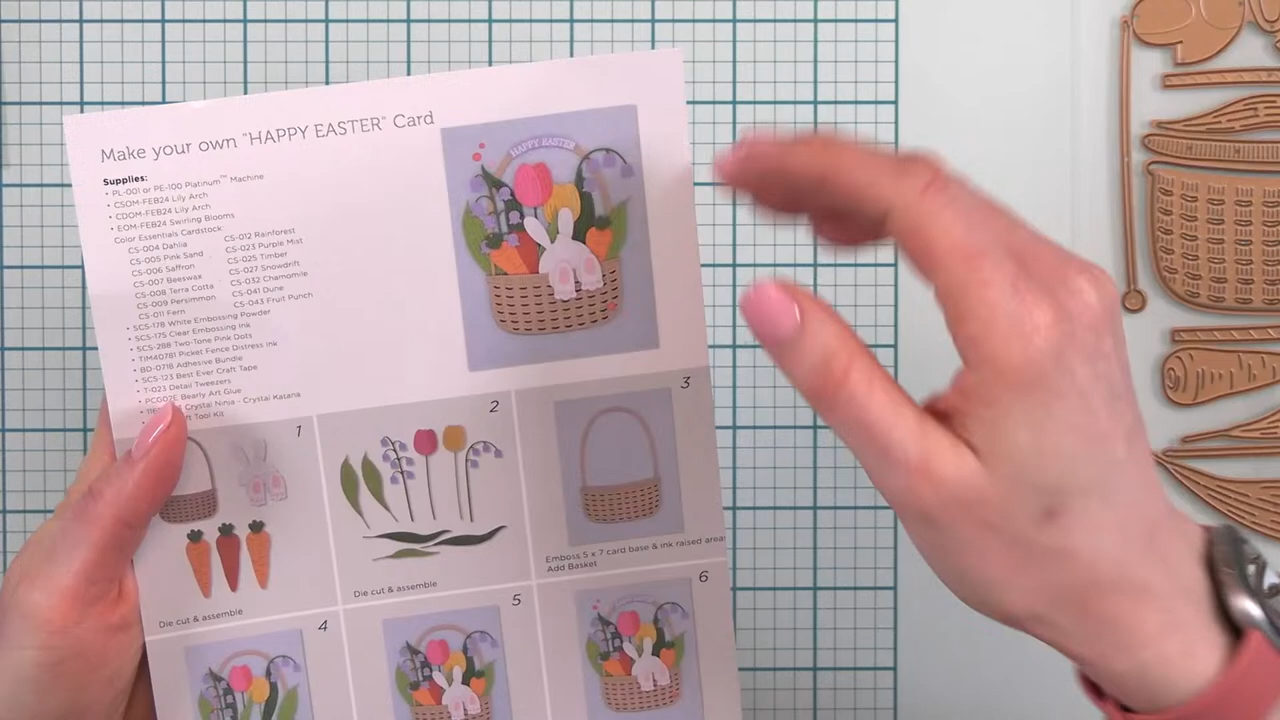 Make your own "HAPPY EASTER" Card
HAPPY EASTER
Supplies:
• PL-001 or PE-100 Platinum™ Machine
• CSOM-FEB24 Lily Arch
• CDOM-FEB24 Lily Arch
• EOM-FEB24 Swirling Blooms
Color Essentials Cardstock
CS-004 Dahlia
CS-005 Pink Sand
CS-006 Saffron
CS-007 Beeswax
CS-008 Terra Cotta
CS-009 Persimmon
CS-011 Fern
CS-012 Rainforest
CS-023 Purple Mist
CS-025 Timber
CS-027 Snowdrift
CS-032 Chamomile
CS-041 Dune
CS-043 Fruit Punch
• SCS-178 White Embossing Powder
• SCS-175 Clear Embossing Ink
• SCS-288 Two-Tone Pink Dots
• TIM40781 Picket Fence Distress Ink
• BD-0718 Adhesive Bundle
• SCS-123 Best Ever Craft Tape
• T-023 Detail Tweezers
• PCG02E Bearly Art Glue
Crystal Ninja - Crystal Katana
Tool Kit
1
Die cut & assemble
2
Die cut & assemble
3
Emboss 5 x 7 card base & ink raised areas
Add Basket
4
5
6